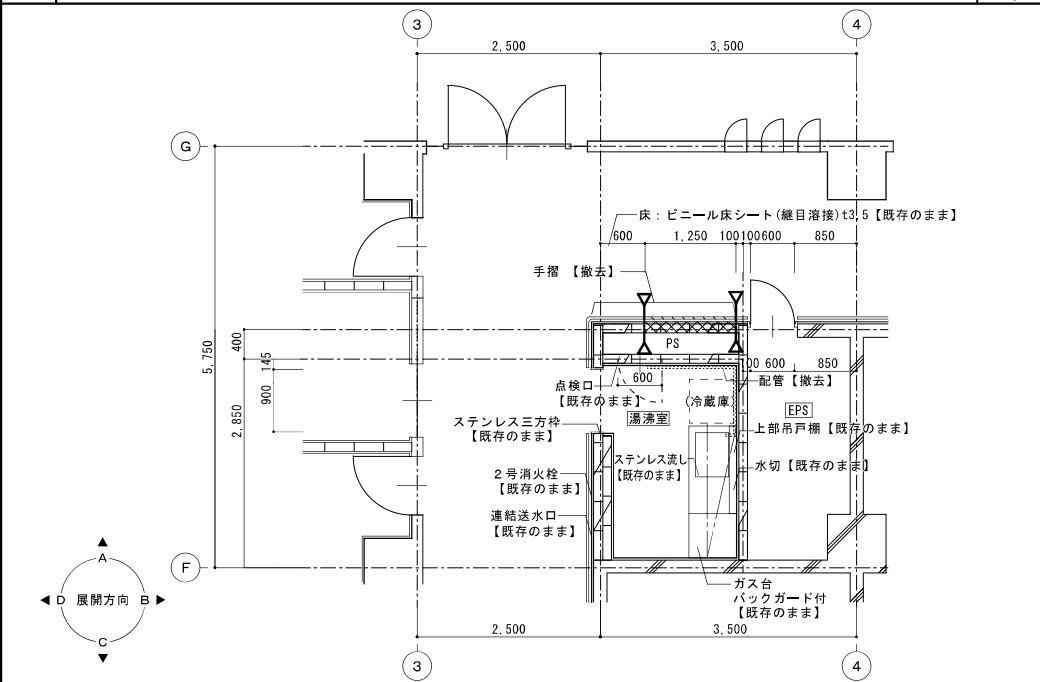 3
4
2,500
3,500
G
床：ビニール床シート(継目溶接)t3.5【既存のまま】
600
1,250
100
100
600
850
手摺 【撤去】
5,750
400
145
900
2,850
PS
00
600
850
600
点検口
【既存のまま】
配管【撤去】
冷蔵庫
EPS
湯沸室
ステンレス三方枠
【既存のまま】
上部吊戸棚【既存のまま】
ステンレス流し
【既存のまま】
水切【既存のまま】
2号消火栓
【既存のまま】
連結送水口
【既存のまま】
F
A
D 展開方向 B
C
ガス台
バックガード付
【既存のまま】
2,500
3,500
3
4